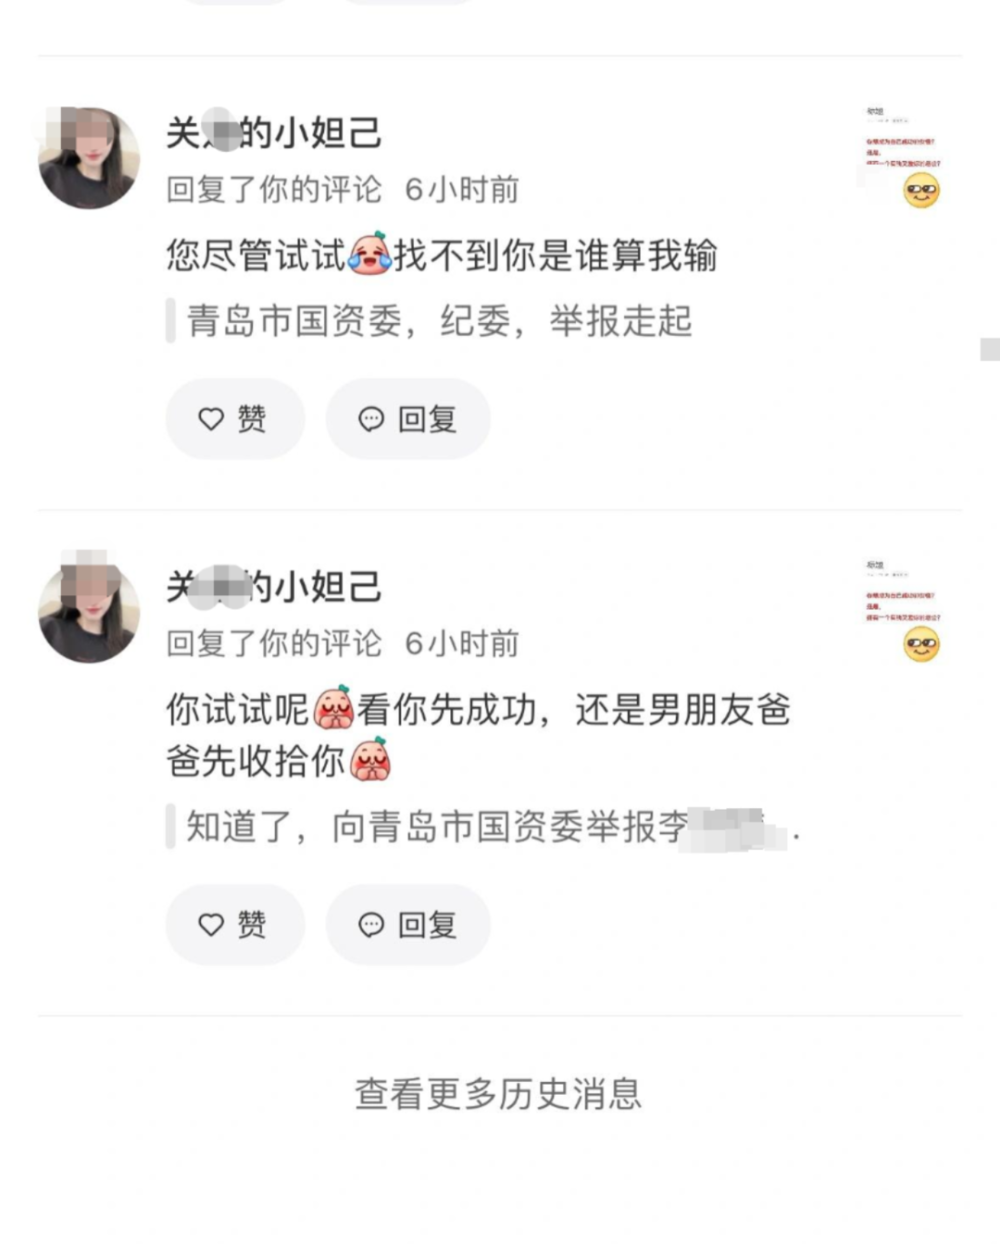 关的小妲己
回复了你的评论 6小时前
您尽管试试找不到你是谁算我输
青岛市国资委，纪委，举报走起
赞
回复
关的小妲己
回复了你的评论 6小时前
你试试呢看你先成功，还是男朋友爸
爸先收拾你
知道了，向青岛市国资委举报李
赞
回复
查看更多历史消息